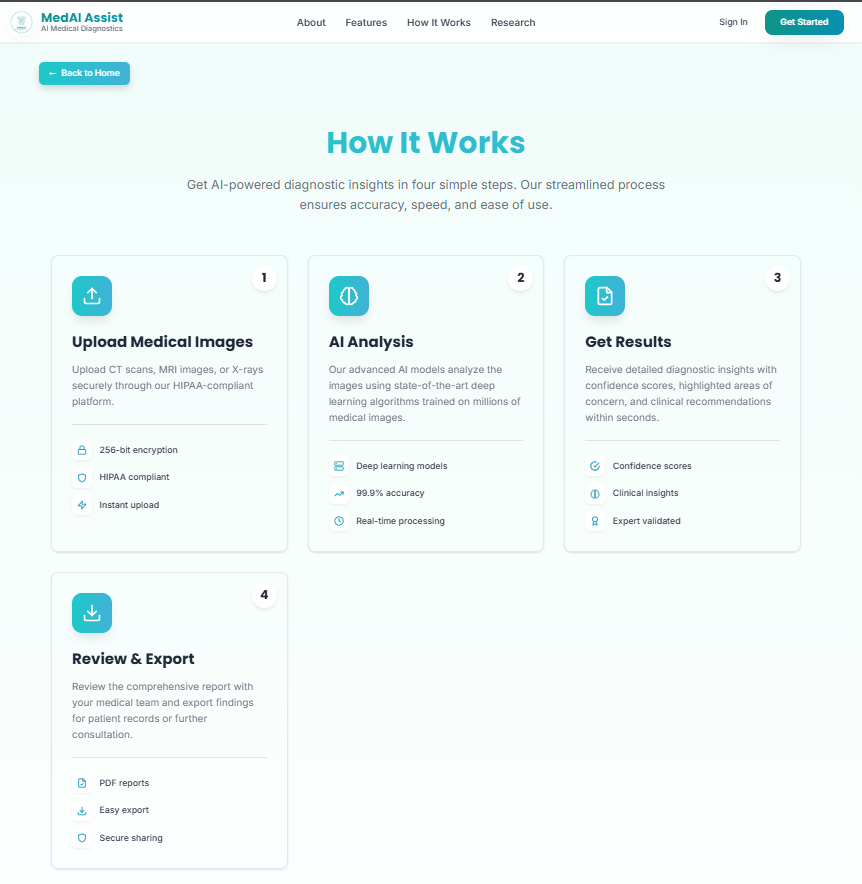 MedAI Assist
AI Medical Diagnostics
About
Features
How It Works
Research
Sign In
Get Started
← Back to Home
How It Works
Get AI-powered diagnostic insights in four simple steps. Our streamlined process
ensures accuracy, speed, and ease of use.
1
Upload Medical Images
Upload CT scans, MRI images, or X-rays
securely through our HIPAA-compliant
platform.
256-bit encryption
HIPAA compliant
Instant upload
2
AI Analysis
Our advanced AI models analyze the
images using state-of-the-art deep
learning algorithms trained on millions of
medical images.
Deep learning models
99.9% accuracy
Real-time processing
3
Get Results
Receive detailed diagnostic insights with
confidence scores, highlighted areas of
concern, and clinical recommendations
within seconds.
Confidence scores
Clinical insights
Expert validated
4
Review & Export
Review the comprehensive report with
your medical team and export findings
for patient records or further
consultation.
PDF reports
Easy export
Secure sharing